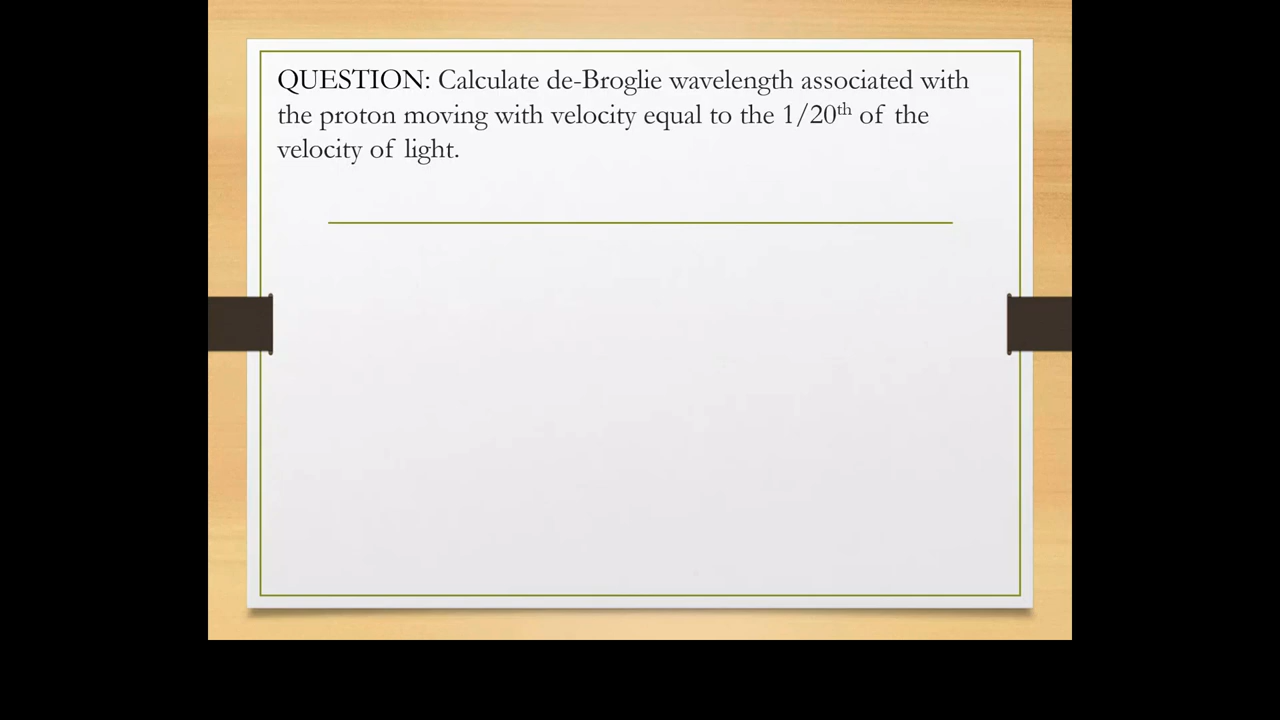 QUESTION: Calculate de-Broglie wavelength associated with
the proton moving with velocity equal to the 1/20th of the
velocity of light.